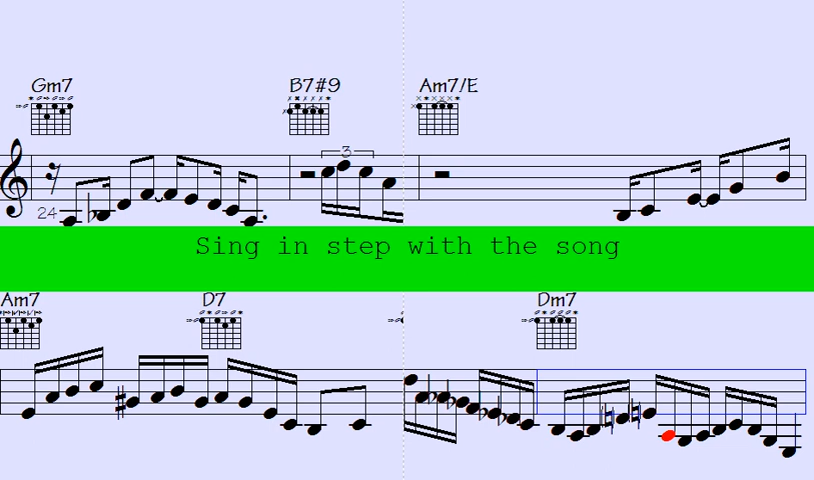 Gm7 B7#9 Am7/E
3
24
Sing in step with the song
Am7 D7 Dm7